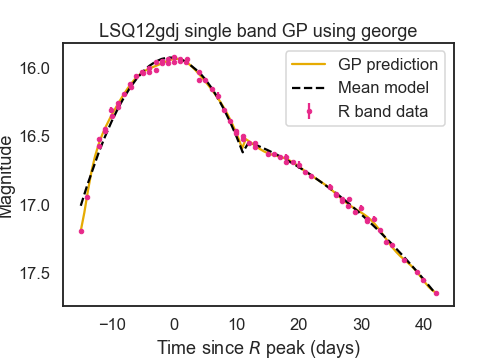 LSQ12gdj single band GP using george
GP prediction
Mean model
R band data
16.0
16.5
17.0
17.5
Magnitude
−10
0
10
20
30
40
Time since R peak (days)